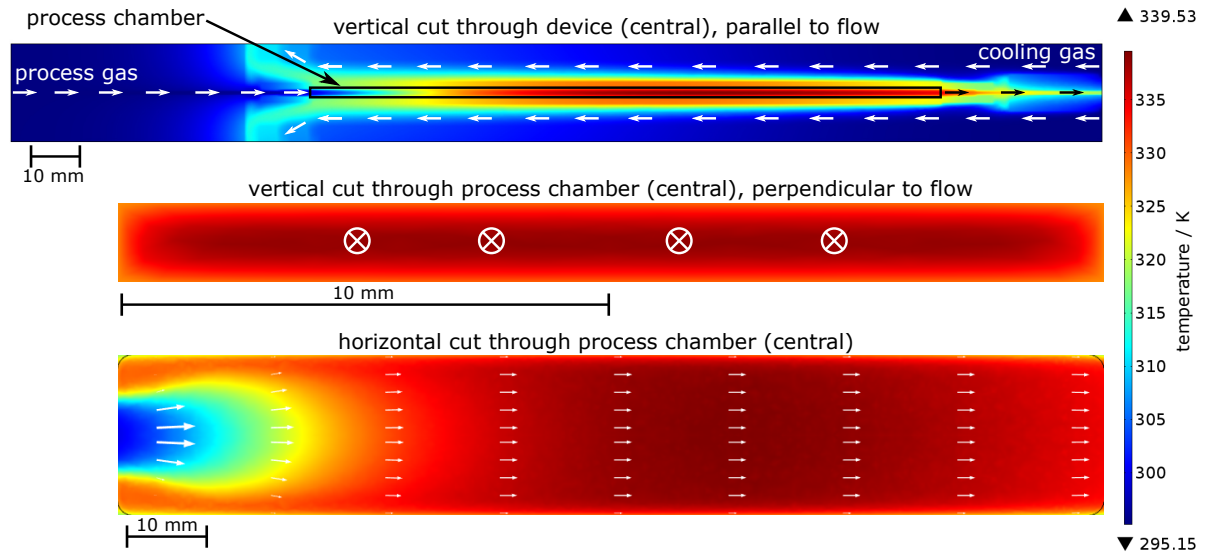 process chamber
vertical cut through device (central), parallel to flow
▲ 339.53
process gas
cooling gas
10 mm
vertical cut through process chamber (central), perpendicular to flow
10 mm
horizontal cut through process chamber (central)
10 mm
335
330
325
320
315
310
305
300
temperature / K
▼ 295.15